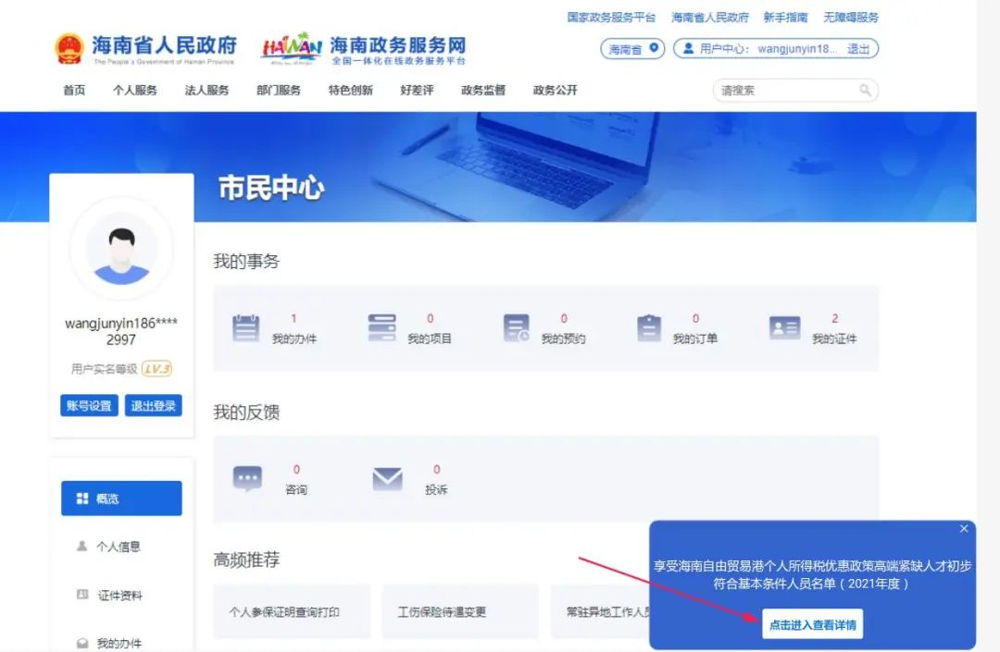 国家政务服务平台 海南省人民政府 新手指南 无障碍服务
海南省人民政府
The People's Government of Hainan Province
HAINAN
海南政务服务网
全国一体化在线政务服务平台
海南省
用户中心： wangjunyin18... 退出
首页 个人服务 法人服务 部门服务 特色创新 好差评 政务监督 政务公开
请搜索
市民中心
wangjunyin186****
2997
用户实名等级 LV.3
账号设置 退出登录
概览
个人信息
证件资料
我的办件
我的事务
1 0 0 0 2
我的办件 我的项目 我的预约 我的订单 我的证件
我的反馈
0 0
咨询 投诉
高频推荐
个人参保证明查询打印 工伤保险待遇变更 常驻异地工作人员
×
享受海南自由贸易港个人所得税优惠政策高端紧缺人才初步
符合基本条件人员名单（2021年度）
点击进入查看详情